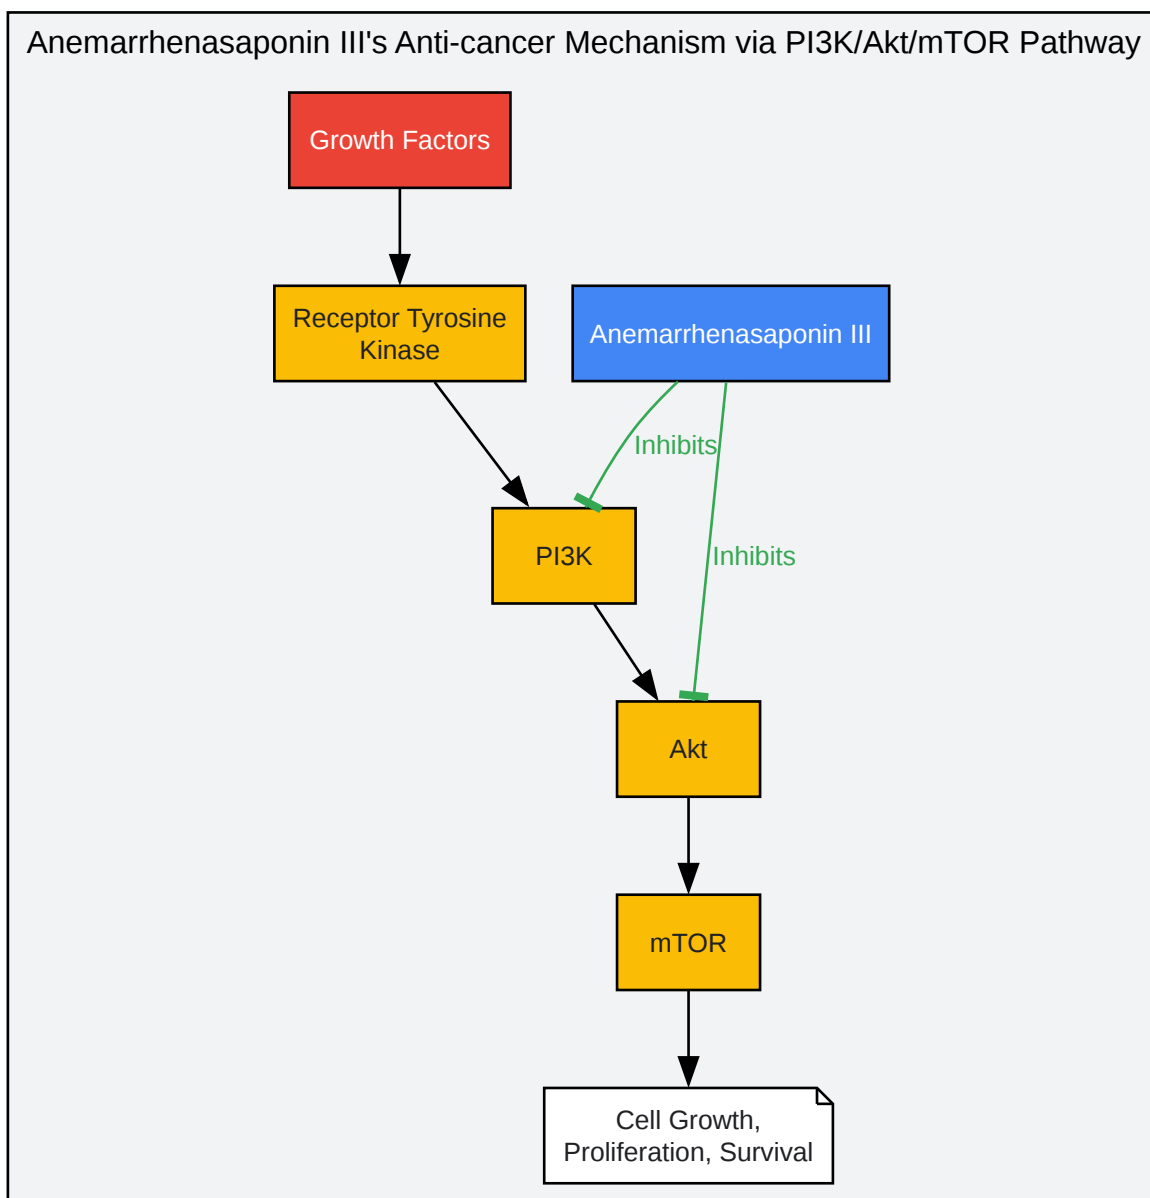 Anemarrhenasaponin III's Anti-cancer Mechanism via PI3K/Akt/mTOR Pathway
Growth Factors
Receptor Tyrosine
Kinase
Anemarrhenasaponin III
Inhibits
PI3K
Inhibits
Akt
mTOR
Cell Growth,
Proliferation, Survival